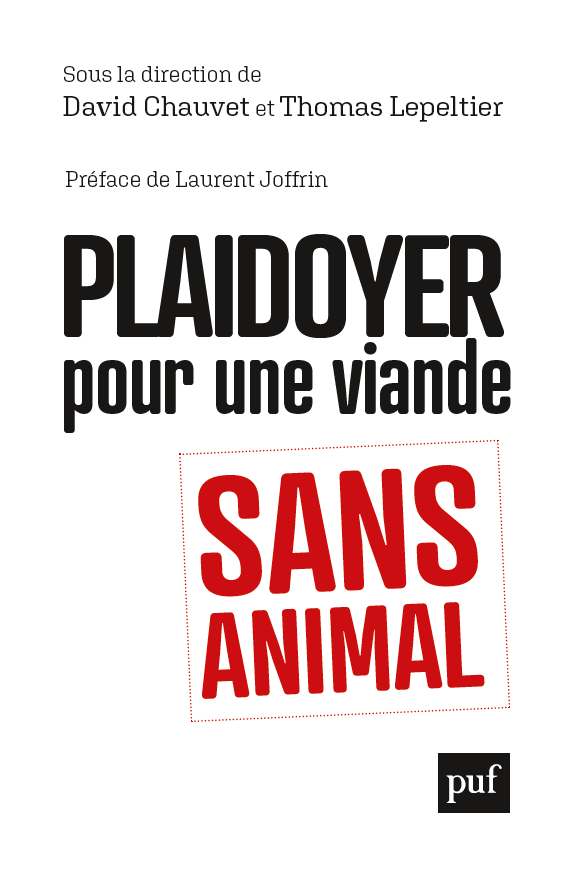 Sous la direction de
David Chauvet et Thomas Lepeltier
Préface de Laurent Joffrin
PLAIDOYER
pour une viande
SANS
ANIMAL
puf